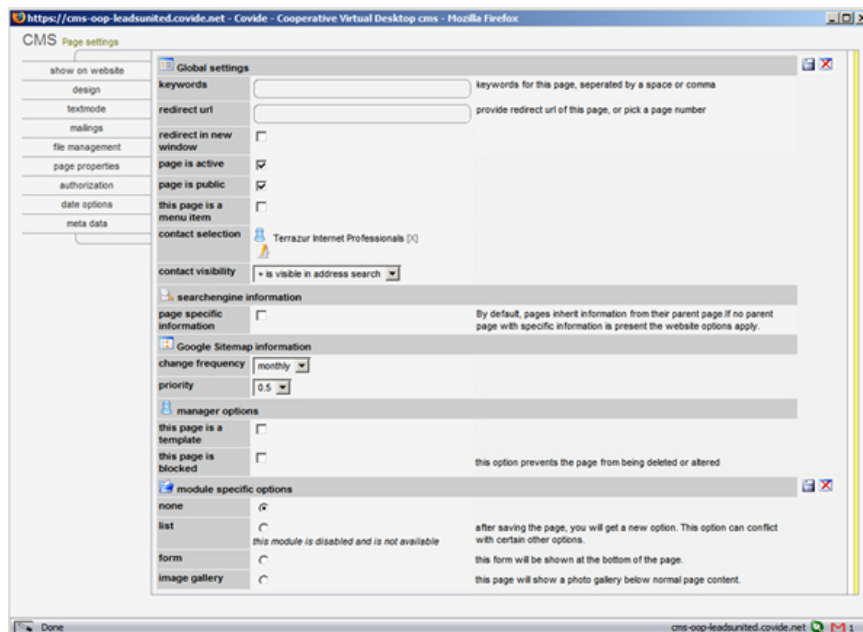 https://cms-oop-leadsunited.covide.net - Covide - Cooperative Virtual Desktop cms - Mozilla Firefox
CMS Page settings
show on website
design
textmode
mailings
file management
page properties
authorization
date options
meta data
Global settings
keywords
keywords for this page, seperated by a space or comma
redirect url
provide redirect url of this page, or pick a page number
redirect in new
window
page is active
page is public
this page is a
menu item
contact selection
Terrazur Internet Professionals [X]
contact visibility
+ is visible in address search
searchengine information
page specific
information
By default, pages inherit information from their parent page.If no parent
page with specific information is present the website options apply.
Google Sitemap information
change frequency
monthly
priority
0.5
manager options
this page is a
template
this page is
blocked
this option prevents the page from being deleted or altered
module specific options
none
list
after saving the page, you will get a new option. This option can conflict
with certain other options.
this module is disabled and is not available
form
this form will be shown at the bottom of the page.
image gallery
this page will show a photo gallery below normal page content.
Done
cms-oop-leadsunited.covide.net
1